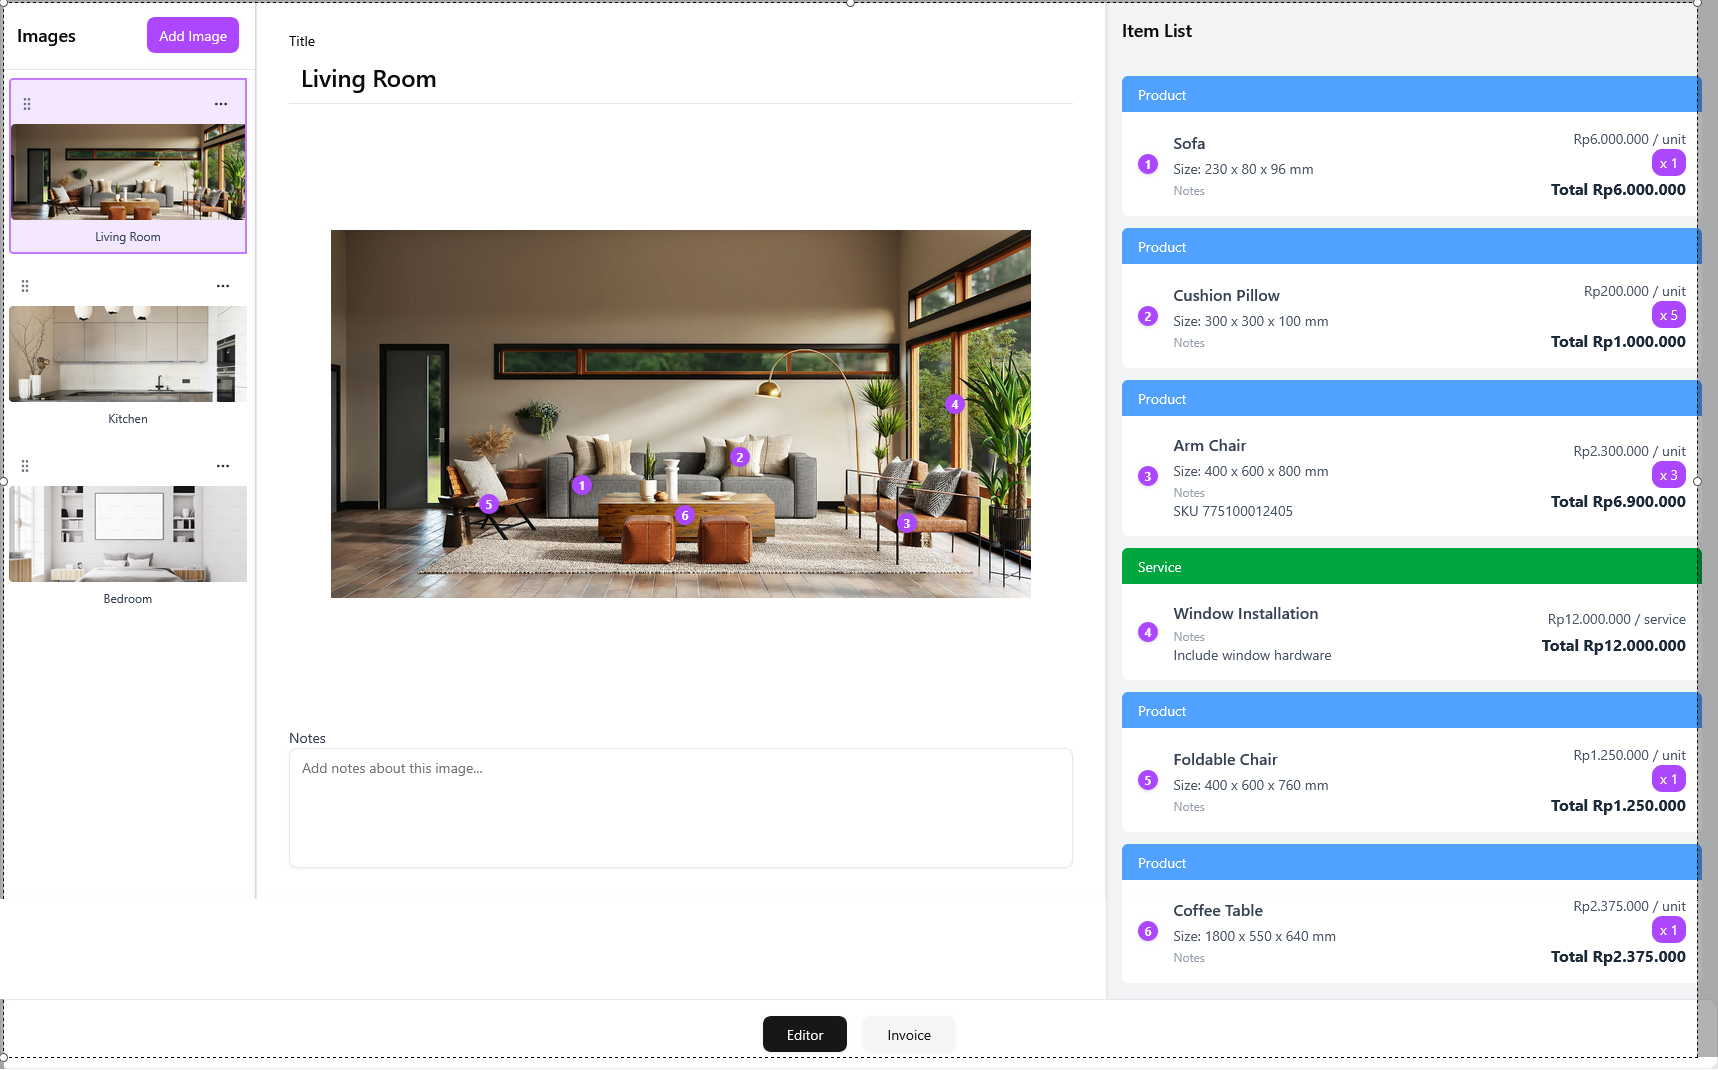 Images
Add Image
Living Room
Kitchen
Bedroom
Title
Living Room
1
2
3
4
5
6
Notes
Add notes about this image...
Item List
Product
1
Sofa
Size: 230 x 80 x 96 mm
Notes
Rp6.000.000 / unit
x 1
Total Rp6.000.000
Product
2
Cushion Pillow
Size: 300 x 300 x 100 mm
Notes
Rp200.000 / unit
x 5
Total Rp1.000.000
Product
3
Arm Chair
Size: 400 x 600 x 800 mm
Notes
SKU 775100012405
Rp2.300.000 / unit
x 3
Total Rp6.900.000
Service
4
Window Installation
Notes
Include window hardware
Rp12.000.000 / service
Total Rp12.000.000
Product
5
Foldable Chair
Size: 400 x 600 x 760 mm
Notes
Rp1.250.000 / unit
x 1
Total Rp1.250.000
Product
6
Coffee Table
Size: 1800 x 550 x 640 mm
Notes
Rp2.375.000 / unit
x 1
Total Rp2.375.000
Editor
Invoice